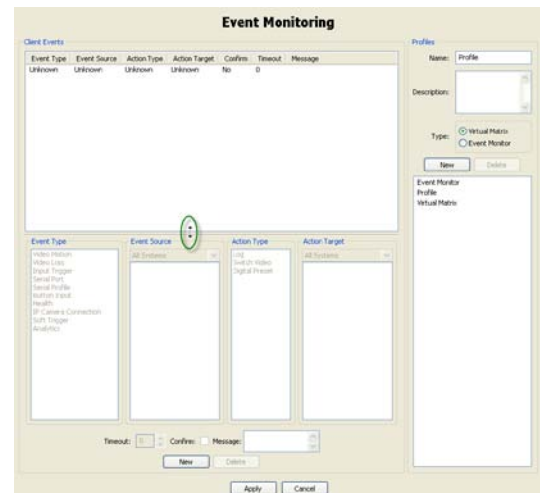 Event Monitoring
Client Events
Event Type Event Source Action Type Action Target Confirm Timeout Message
Unknown Unknown Unknown Unknown No 0
Event Type
Video Motion
Video Loss
Input Trigger
Serial Port
Serial Profile
Button Input
Health
IP Camera Connection
Soft Trigger
Analytics
Event Source
All Systems
Action Type
Log
Switch Video
Digital Preset
Action Target
All Systems
Timeout: Confirm: Message:
New Delete
Apply Cancel
Profiles
Name: Profile
Description:
Type: Virtual Matrix
Event Monitor
New Delete
Event Monitor
Profile
Virtual Matrix